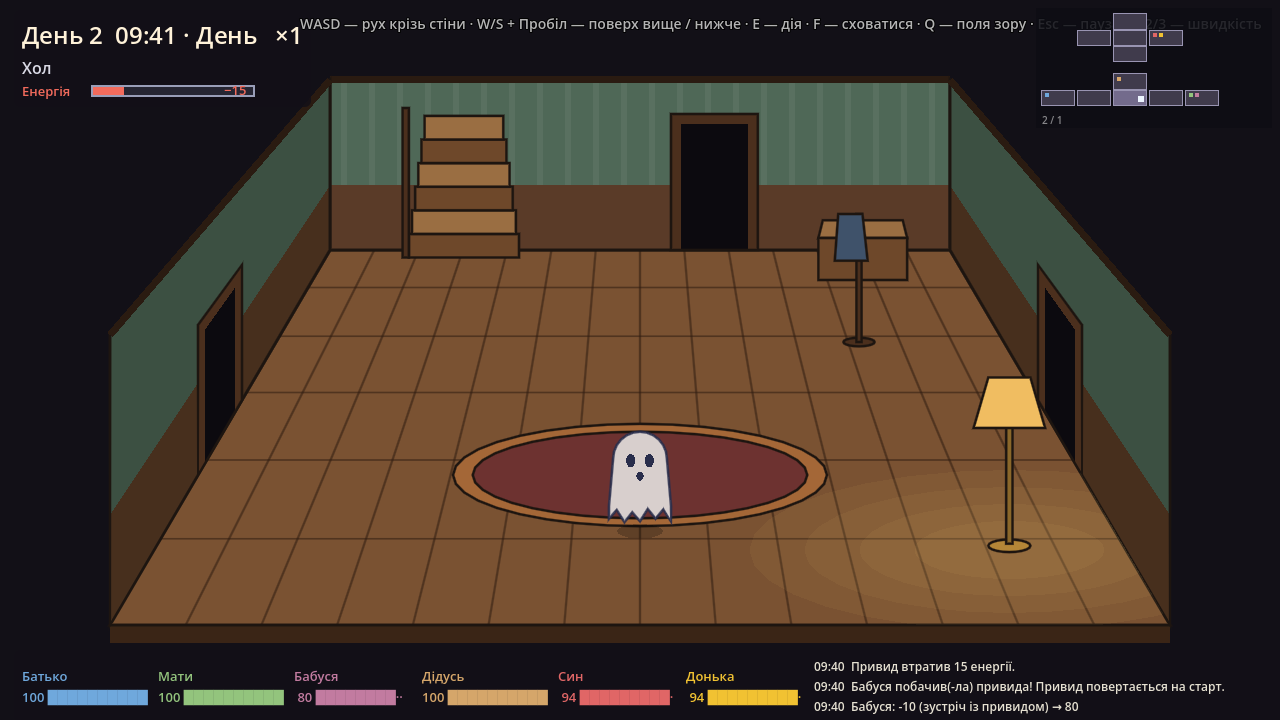 День 2  09:41 · День  ×1
WASD — рух крізь стіни · W/S + Пробіл — поверх вище / нижче · E — дія · F — сховатися · Q — поля зору · Esc — пауза · 1/2/3 — швидкість
Хол
Енергія −15
2 / 1
Батько Мати Бабуся Дідусь Син Донька
100 100 80 100 94 94
09:40 Привид втратив 15 енергії.
09:40 Бабуся побачив(-ла) привида! Привид повертається на старт.
09:40 Бабуся: -10 (зустріч із привидом) → 80